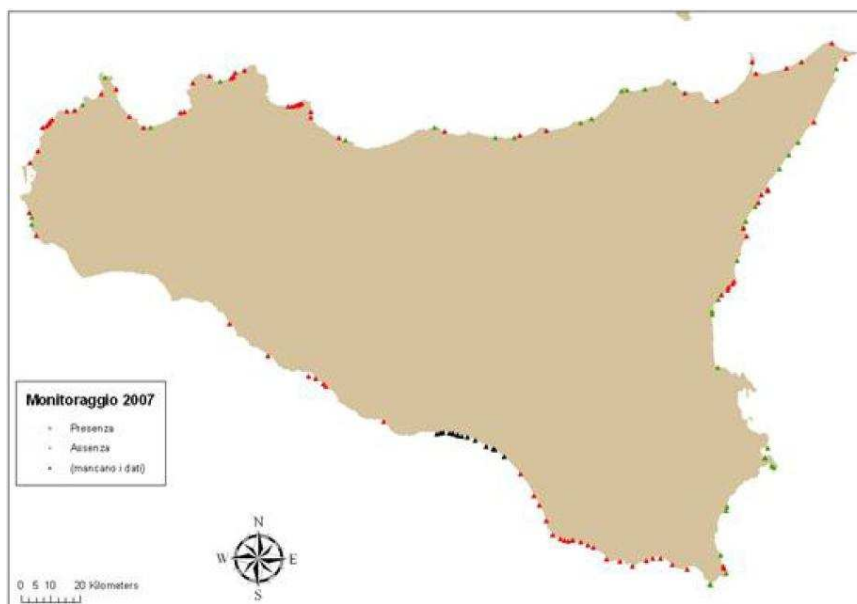 Monitoraggio 2007
Presenza
Assenza
(mancano i dati)
N
W E
S
0 5 10 20 Kilometers